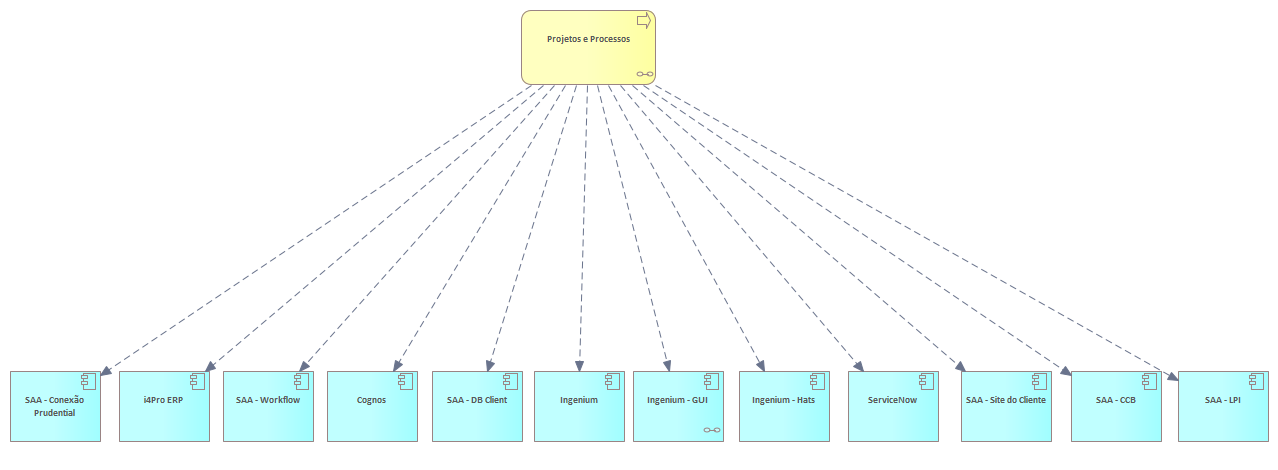 Projetos e Processos
SAA - Conexão
Prudential
i4Pro ERP
SAA - Workflow
Cognos
SAA - DB Client
Ingenium
Ingenium - GUI
Ingenium - Hats
ServiceNow
SAA - Site do Cliente
SAA - CCB
SAA - LPI